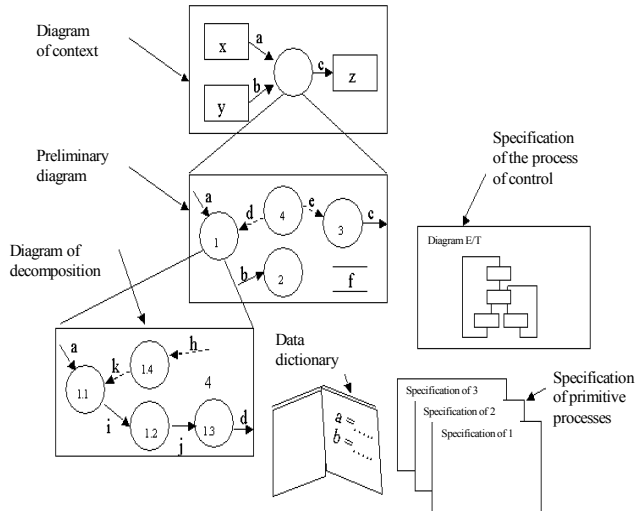 Diagram
of context
x
a
y
b
c
z
Preliminary
diagram
a
1
d
4
e
3
c
b
2
f
Specification
of the process
of control
Diagram E/T
Diagram of
decomposition
a
1.1
k
1.4
h
4
i
1.2
j
1.3
d
Data
dictionary
a = .....
b = .....
Specification of 3
Specification of 2
Specification of 1
Specification
of primitive
processes